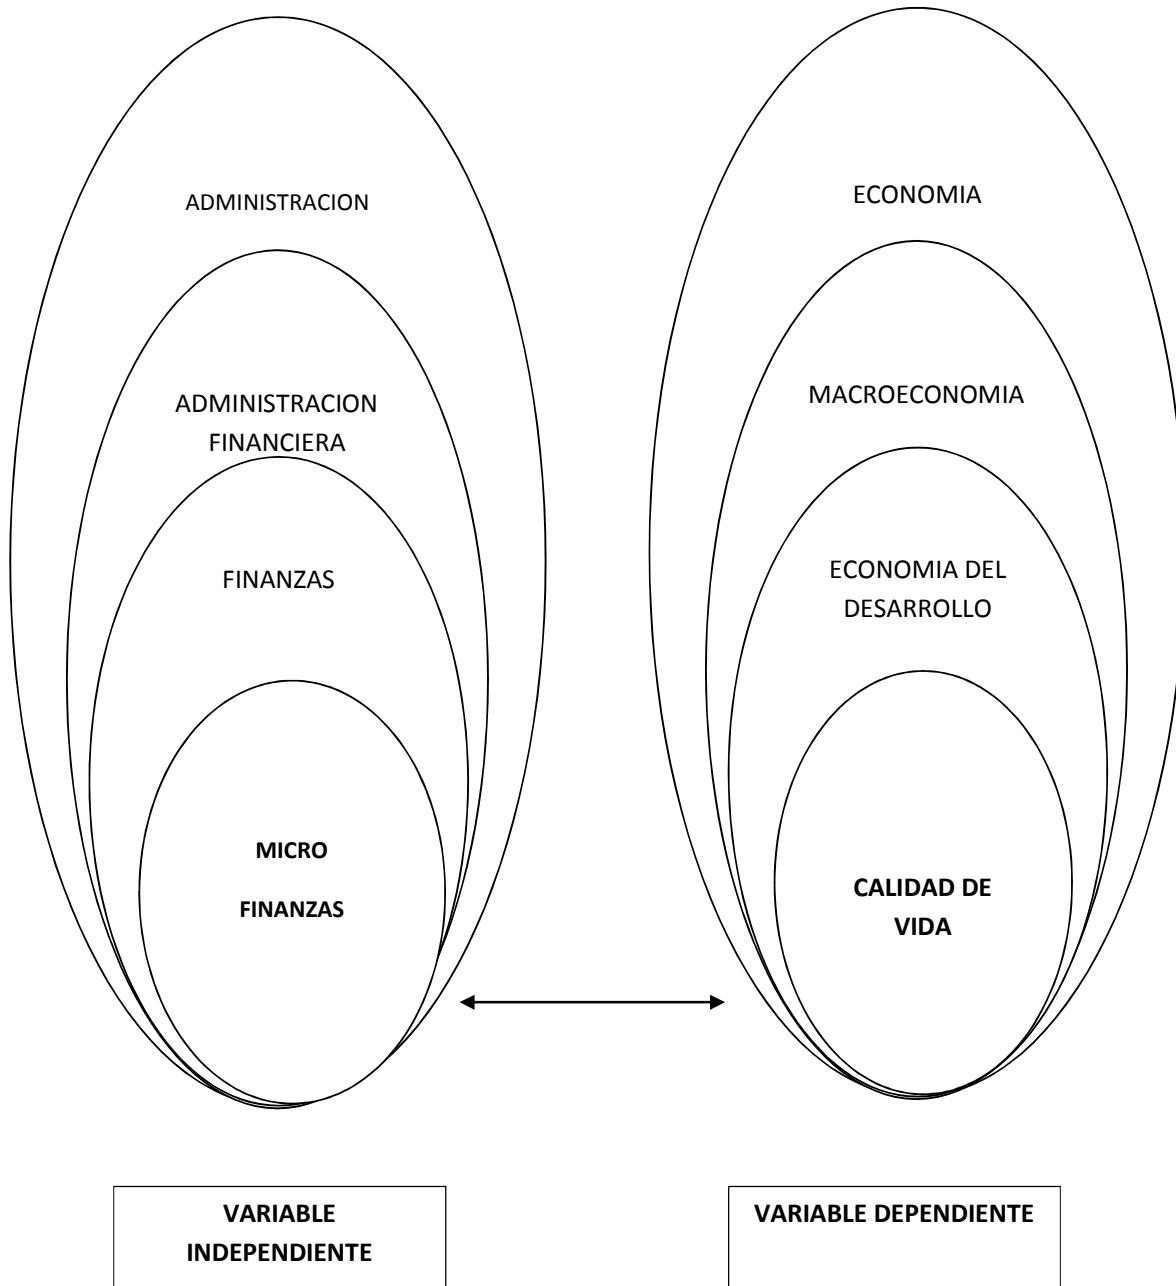 ADMINISTRACION
ADMINISTRACION
FINANCIERA
FINANZAS
MICRO
FINANZAS
VARIABLE
INDEPENDIENTE
ECONOMIA
MACROECONOMIA
ECONOMIA DEL
DESARROLLO
CALIDAD DE
VIDA
VARIABLE DEPENDIENTE